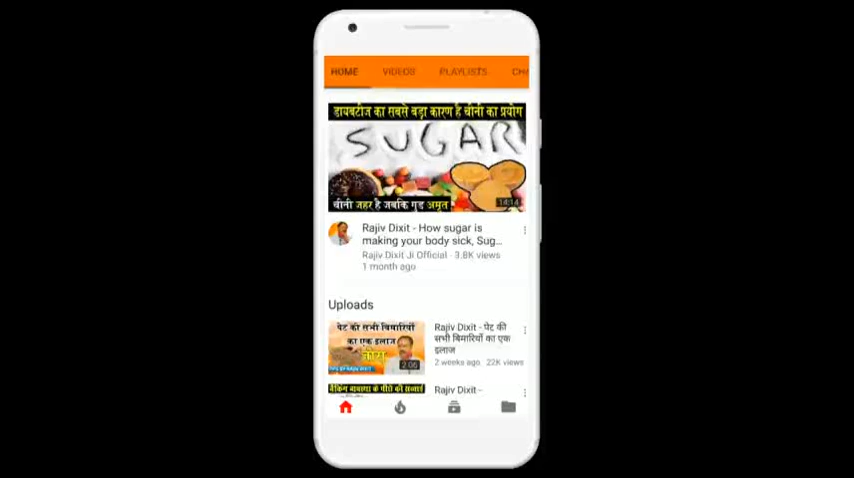 HOME VIDEOS PLAYLISTS CHA
डायबटीज का सबसे बड़ा कारण है चीनी का प्रयोग
SUGAR
चीनी जहर है जबकि गुड़ अमृत
14:14
Rajiv Dixit - How sugar is
making your body sick, Sug...
Rajiv Dixit Ji Official · 3.8K views
1 month ago
Uploads
पेट की सभी बिमारियों
का एक इलाज
2:06
Rajiv Dixit - पेट की
सभी बिमारियों का एक
इलाज
2 weeks ago · 22K views
Rajiv Dixit -